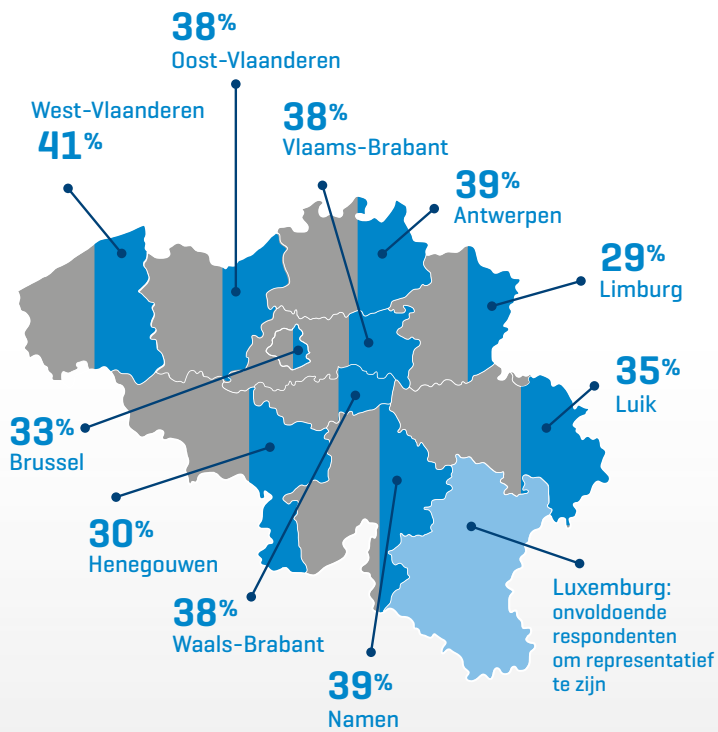 38%
Oost-Vlaanderen
West-Vlaanderen
41%
38%
Vlaams-Brabant
39%
Antwerpen
29%
Limburg
35%
Luik
33%
Brussel
30%
Henegouwen
38%
Waals-Brabant
39%
Namen
Luxemburg:
onvoldoende
respondenten
om representatief
te zijn